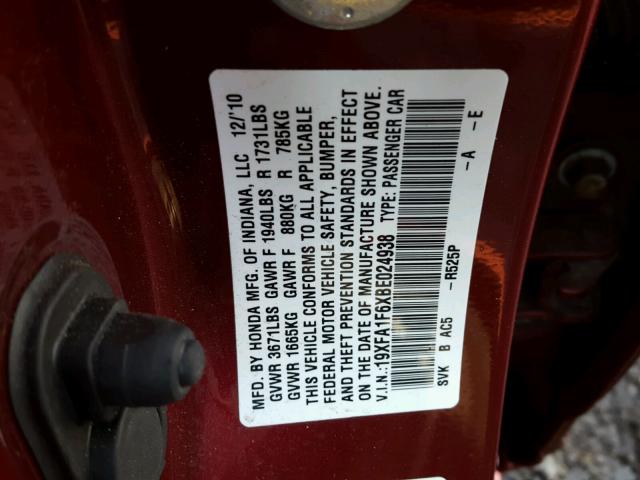 MFD. BY HONDA MFG. OF INDIANA, LLC 12/'10
GVWR 3671LBS GAWR F 1940LBS R 1731LBS
GVWR 1665KG GAWR F 880KG R 785KG
THIS VEHICLE CONFORMS TO ALL APPLICABLE
FEDERAL MOTOR VEHICLE SAFETY, BUMPER,
AND THEFT PREVENTION STANDARDS IN EFFECT
ON THE DATE OF MANUFACTURE SHOWN ABOVE.
V.I.N.:19XFA1F6XBE024938 TYPE: PASSENGER CAR
SVK B AC5 -R525P -A -E